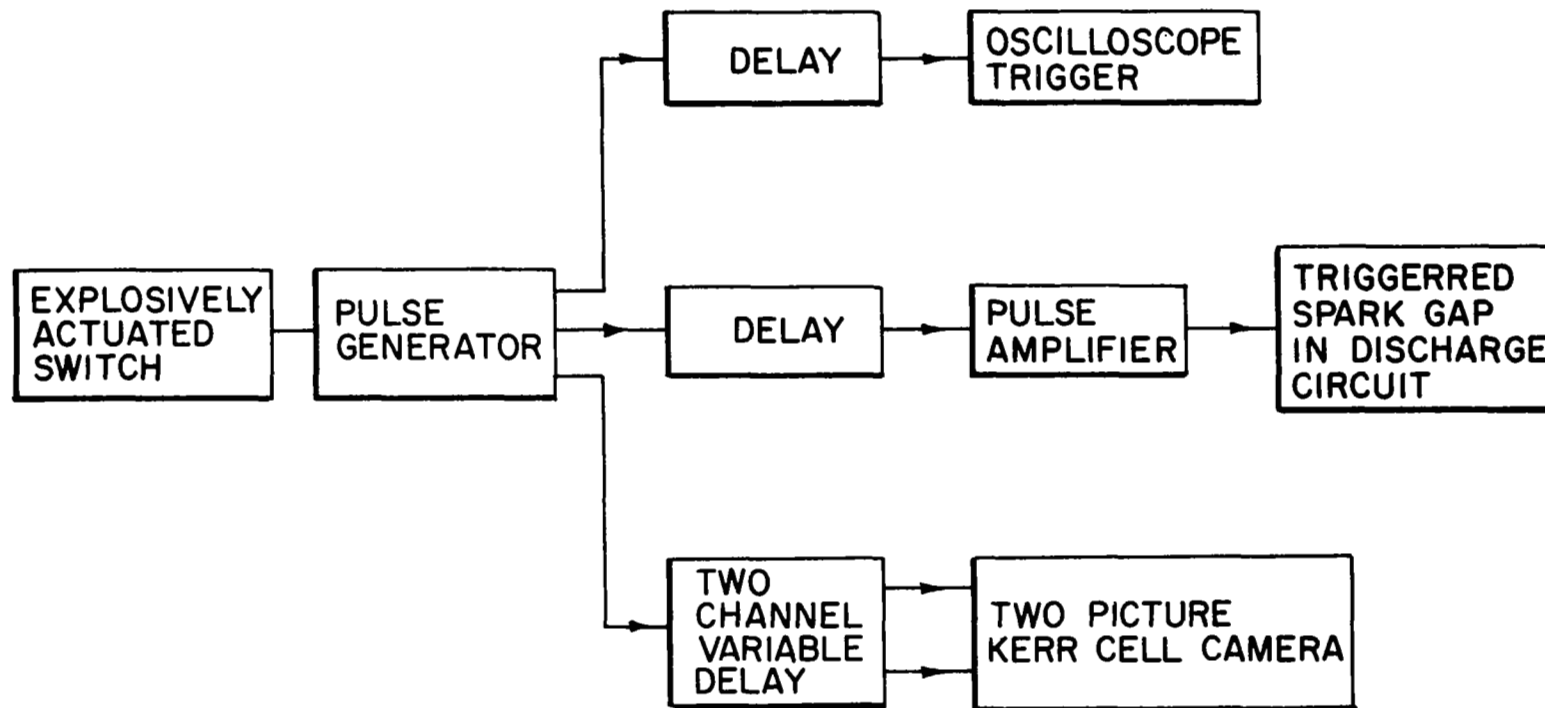 DELAY
OSCILLOSCOPE
TRIGGER
EXPLOSIVELY
ACTUATED
SWITCH
PULSE
GENERATOR
DELAY
PULSE
AMPLIFIER
TRIGGERRED
SPARK GAP
IN DISCHARGE
CIRCUIT
TWO
CHANNEL
VARIABLE
DELAY
TWO PICTURE
KERR CELL CAMERA